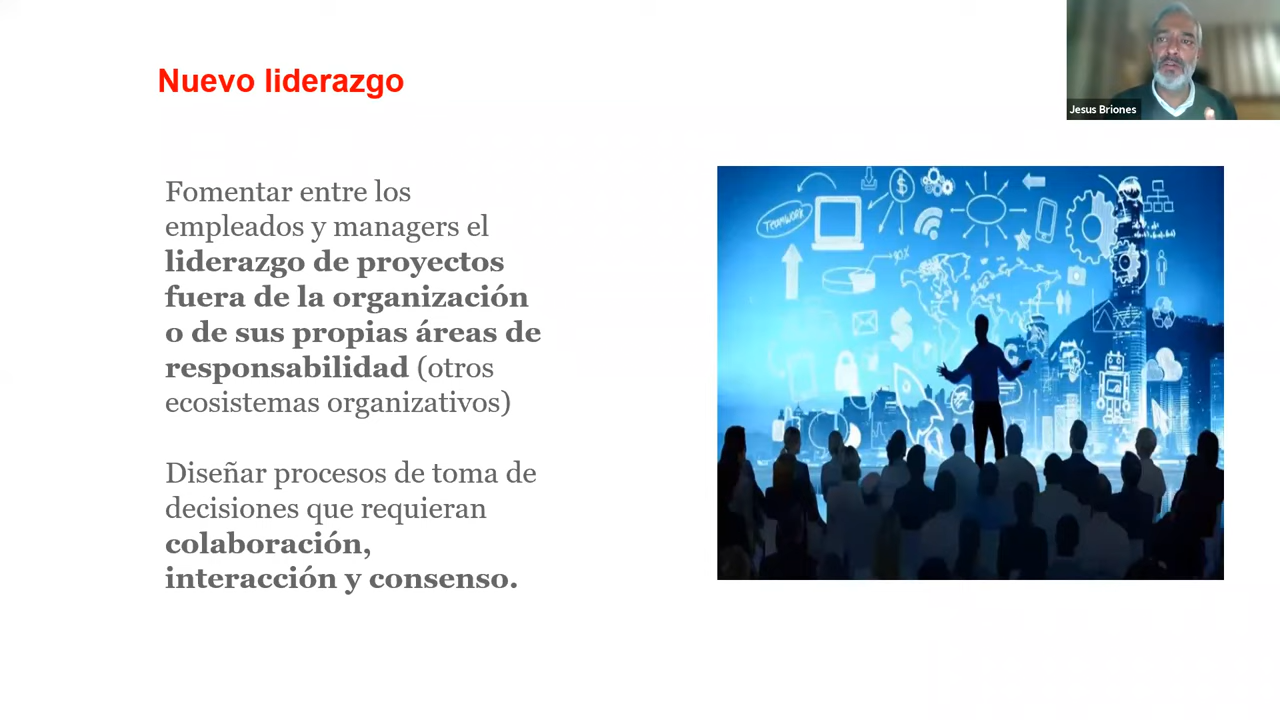 Nuevo liderazgo
Jesus Briones
Fomentar entre los
empleados y managers el
liderazgo de proyectos
fuera de la organización
o de sus propias áreas de
responsabilidad (otros
ecosistemas organizativos)
Diseñar procesos de toma de
decisiones que requieran
colaboración,
interacción y consenso.
TEAMWORK